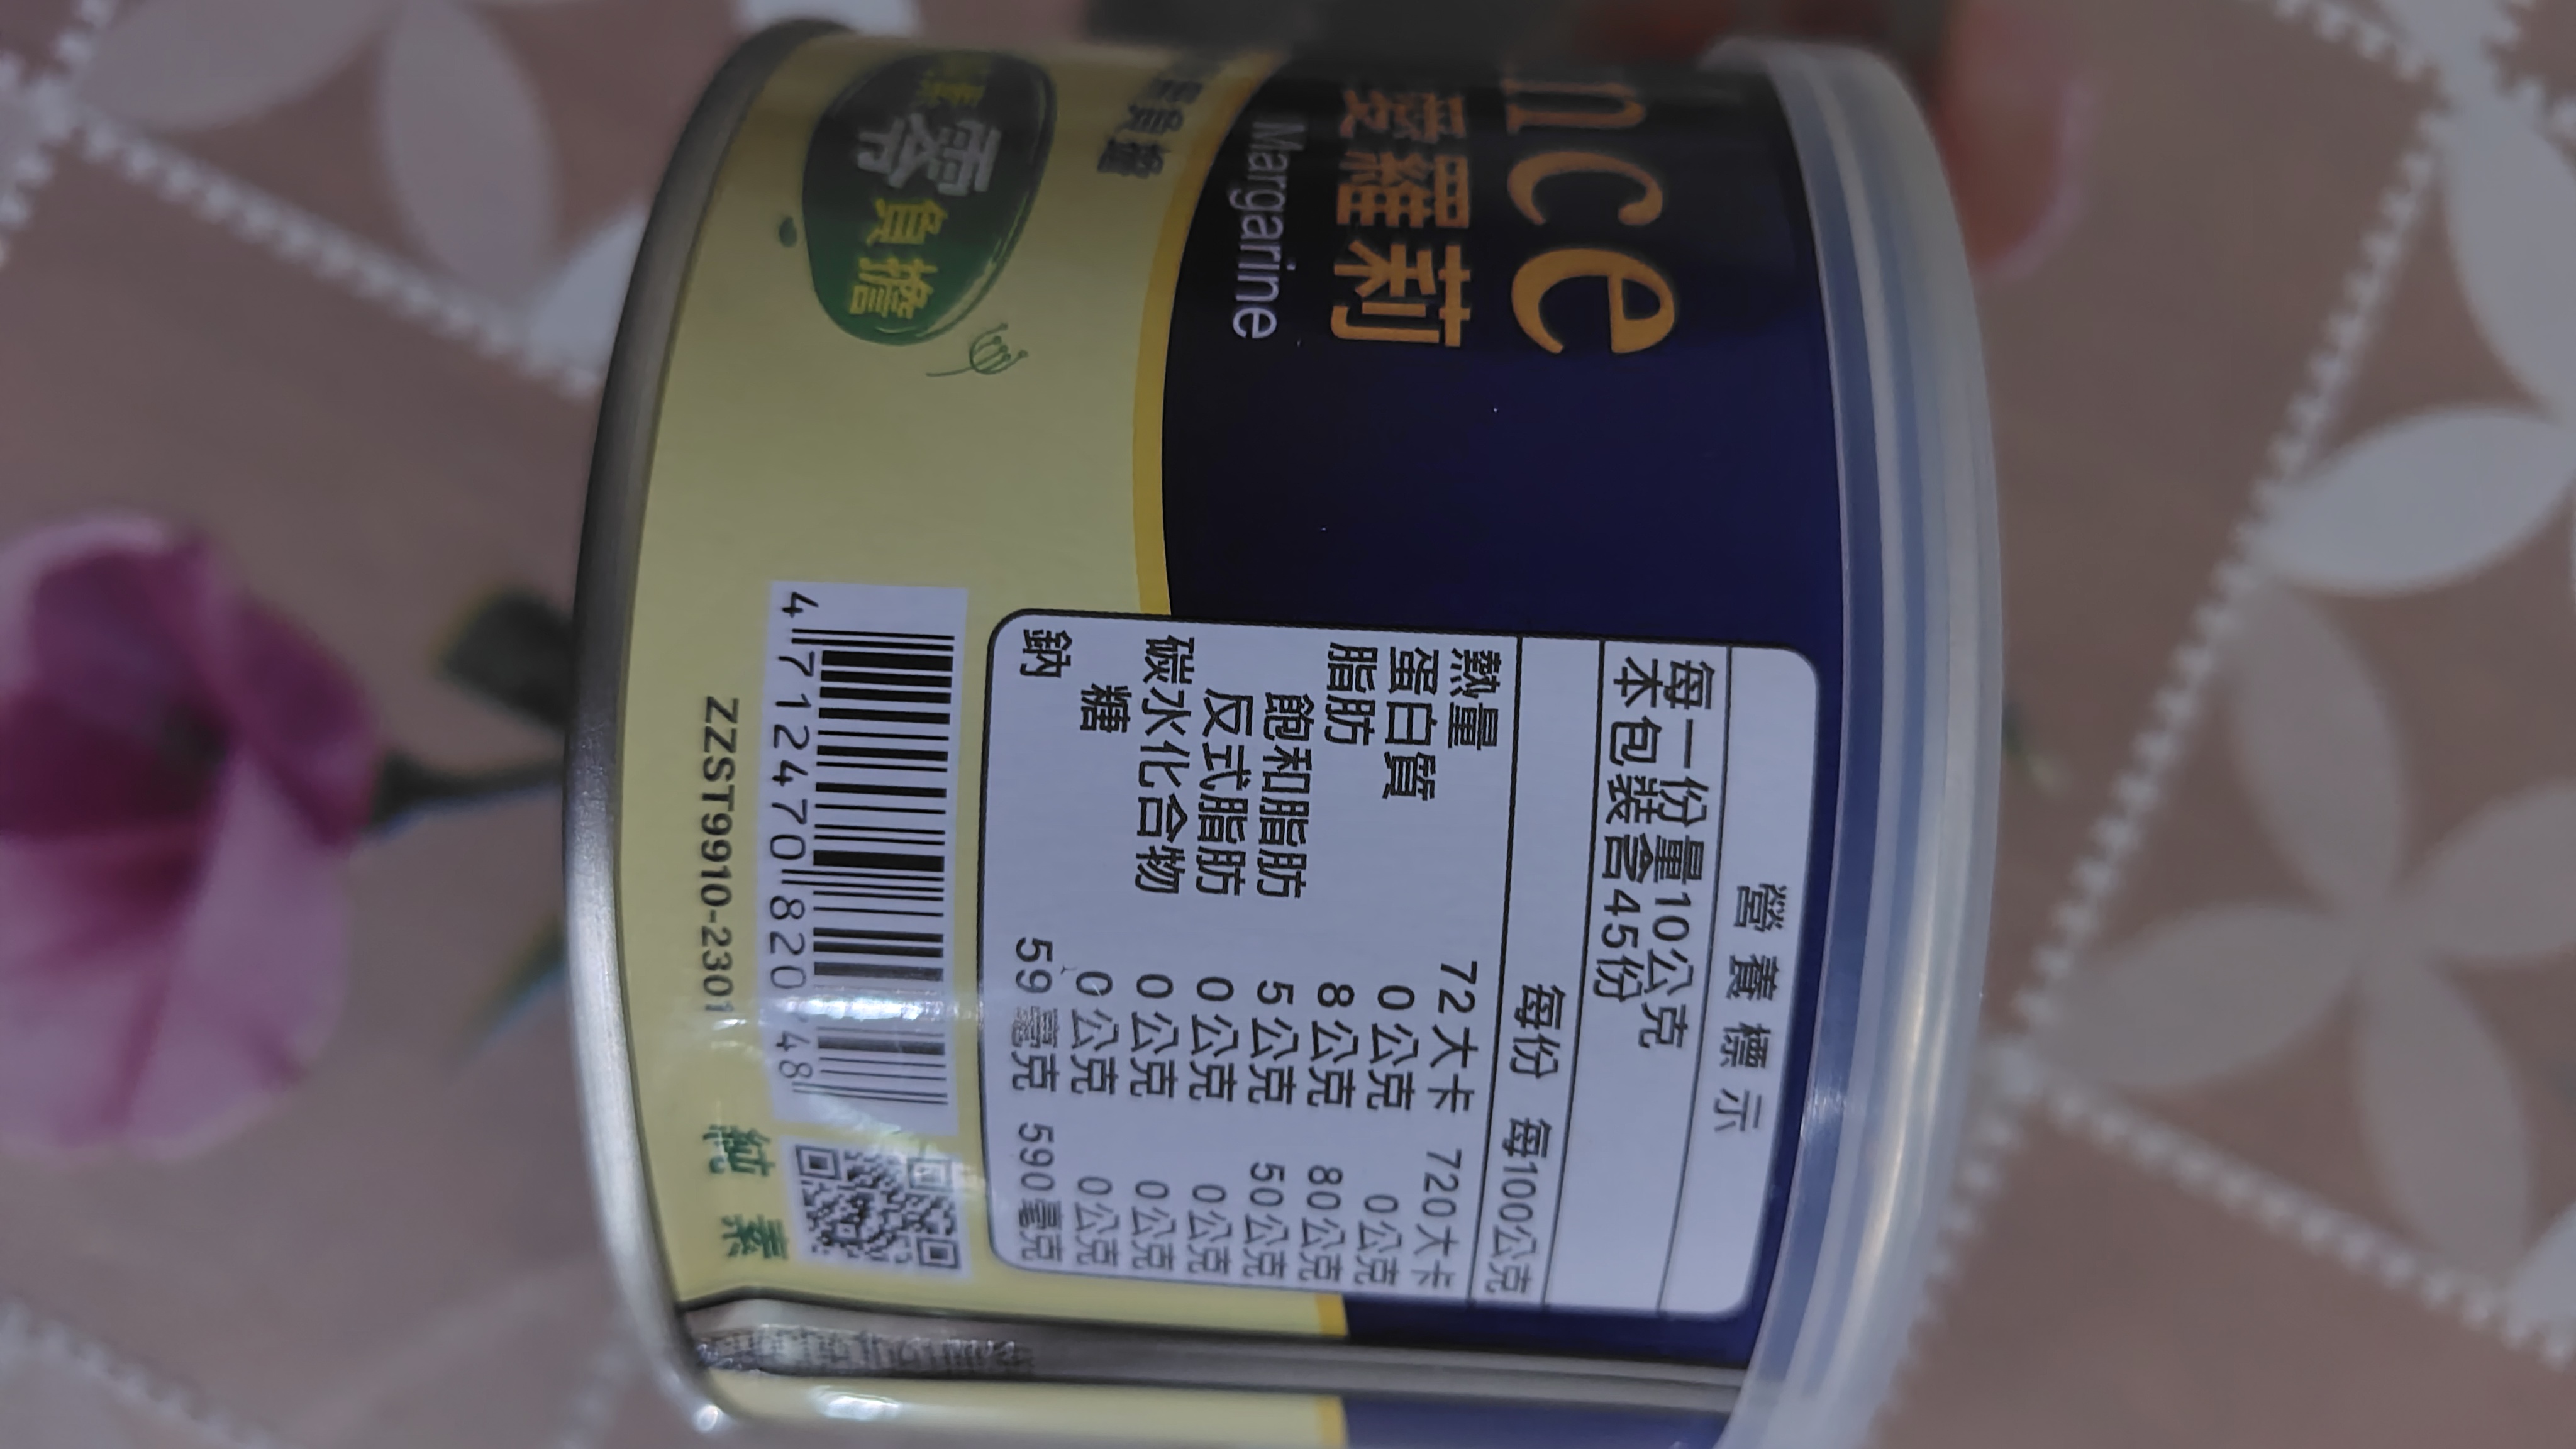 nce
愛羅莉
Margarine
負擔
零
負擔
營養標示
每一份量10公克
本包裝含45份
每份 每100公克
熱量 72大卡 720大卡
蛋白質 0公克 0公克
脂肪 8公克 80公克
飽和脂肪 5公克 50公克
反式脂肪 0公克 0公克
碳水化合物 0公克 0公克
糖 0公克 0公克
鈉 59毫克 590毫克
4 712470 820 48
ZZST9910-2301
純素